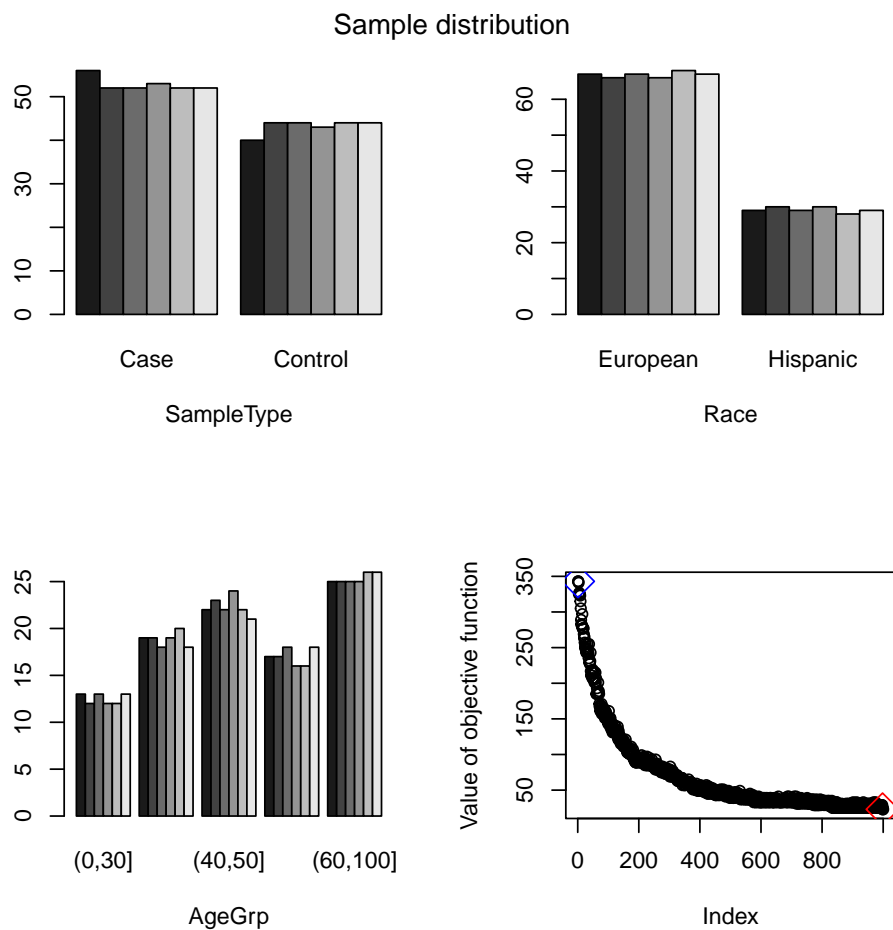 Sample distribution
0 10 30 50
Case Control
SampleType
0 20 40 60
European Hispanic
Race
0 5 10 15 20 25
(0,30] (40,50] (60,100]
AgeGrp
Value of objective function
50 150 250 350
0 200 400 600 800
Index